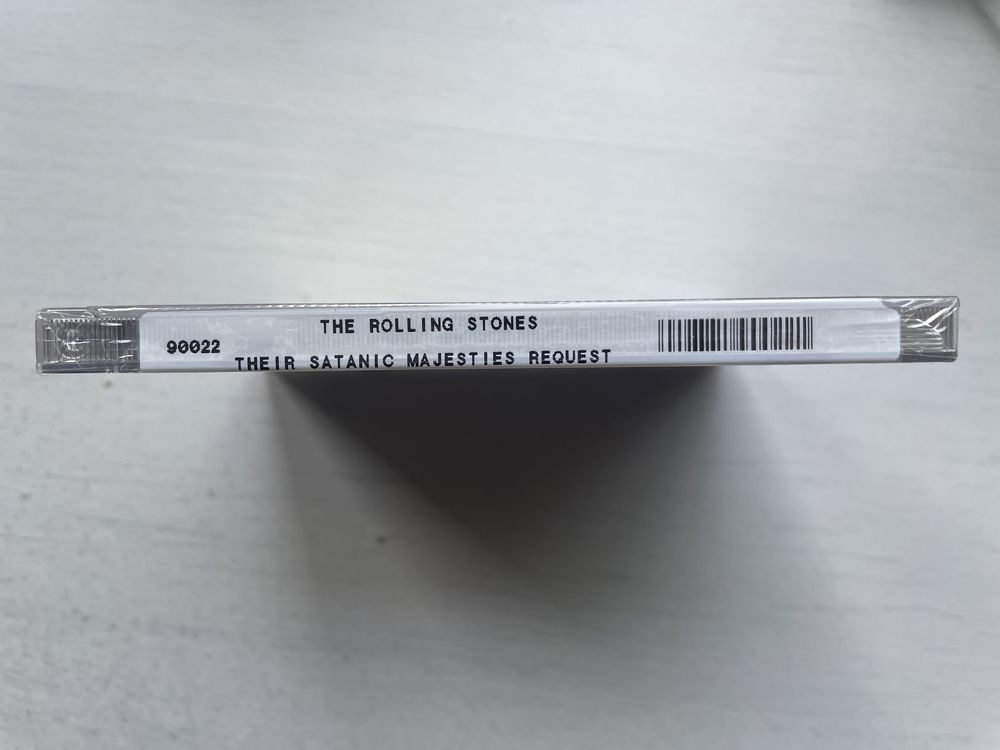 THE ROLLING STONES
90022
THEIR SATANIC MAJESTIES REQUEST